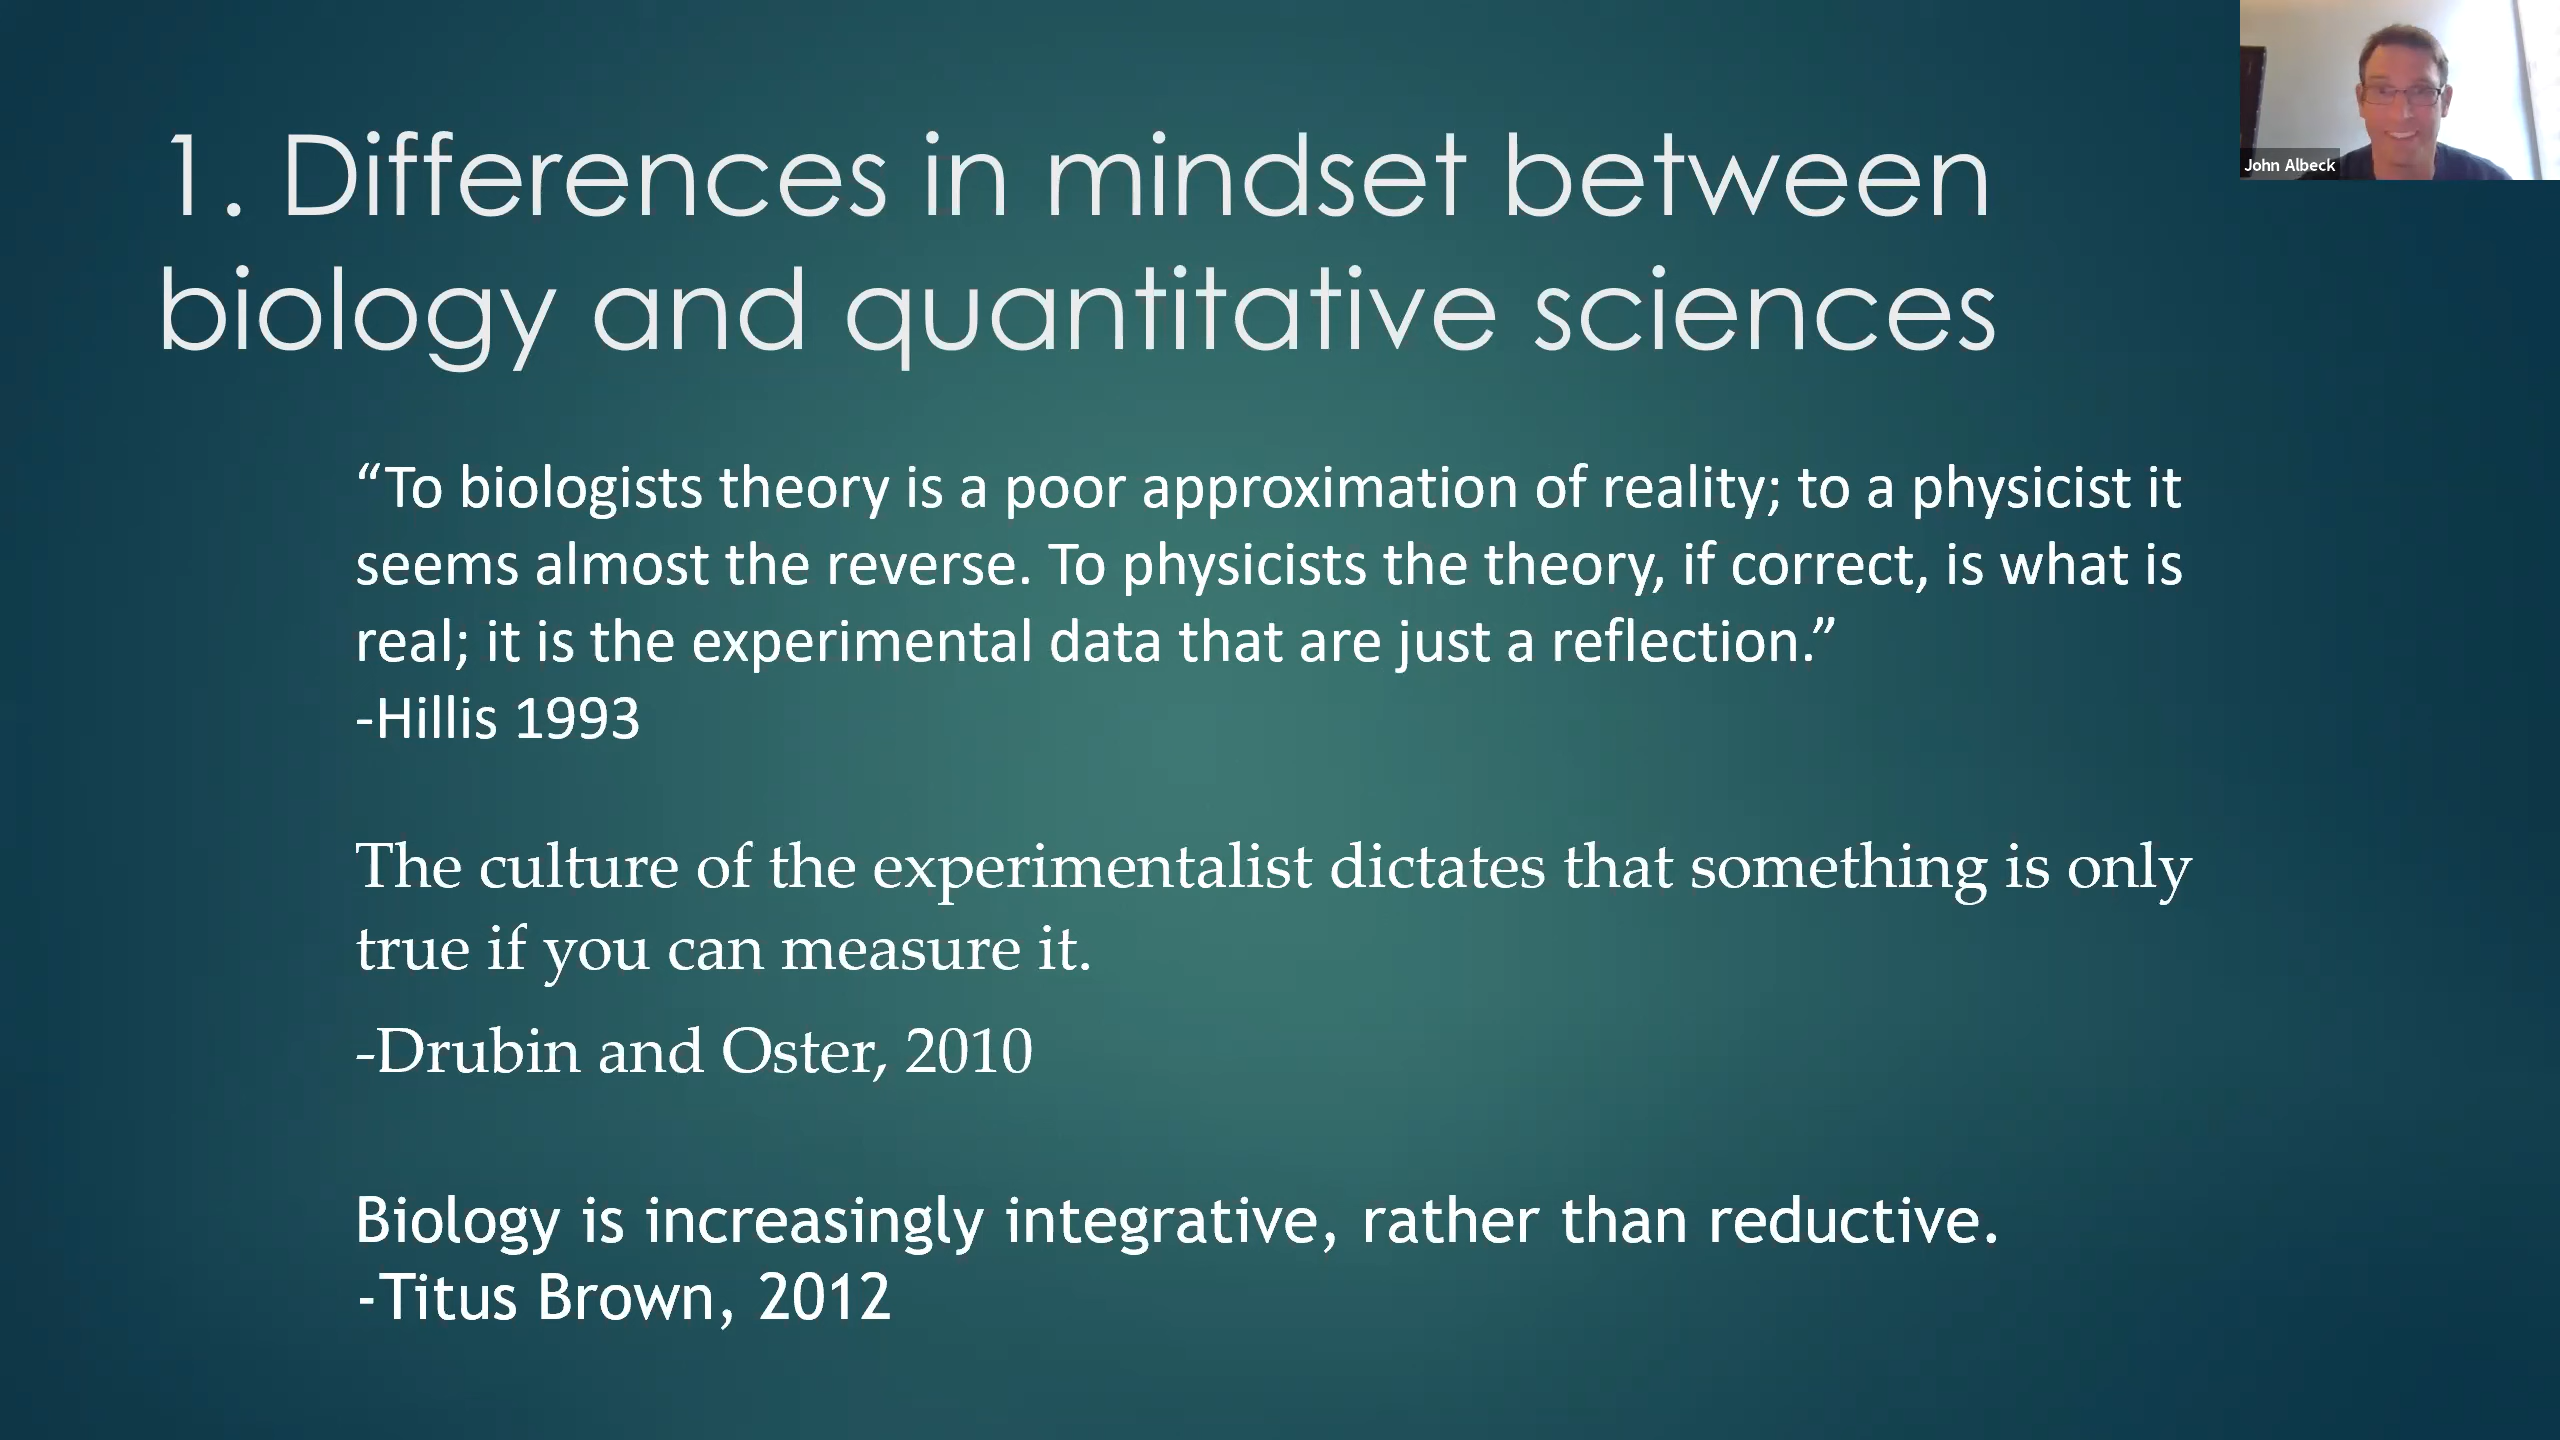 1. Differences in mindset between
biology and quantitative sciences
John Albeck
“To biologists theory is a poor approximation of reality; to a physicist it
seems almost the reverse. To physicists the theory, if correct, is what is
real; it is the experimental data that are just a reflection.”
-Hillis 1993
The culture of the experimentalist dictates that something is only
true if you can measure it.
-Drubin and Oster, 2010
Biology is increasingly integrative, rather than reductive.
-Titus Brown, 2012